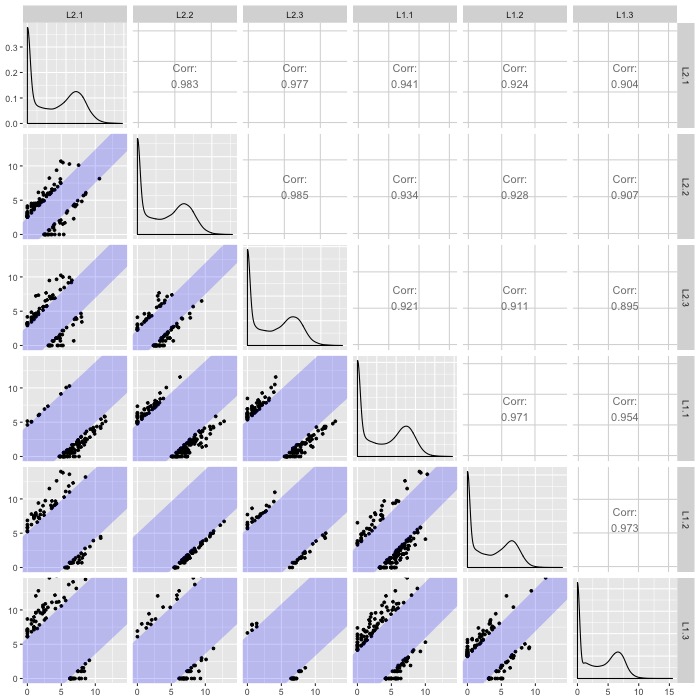 L2.1 L2.2 L2.3 L1.1 L1.2 L1.3
0.3
0.2
0.1
0.0
Corr:
0.983
Corr:
0.977
Corr:
0.941
Corr:
0.924
Corr:
0.904
L2.1
10
5
0
Corr:
0.985
Corr:
0.934
Corr:
0.928
Corr:
0.907
L2.2
10
5
0
Corr:
0.921
Corr:
0.911
Corr:
0.895
L2.3
10
5
0
Corr:
0.971
Corr:
0.954
L1.1
10
5
0
Corr:
0.973
L1.2
10
5
0
L1.3
0 5 10 0 5 10 0 5 10 0 5 10 0 5 10 0 5 10 15